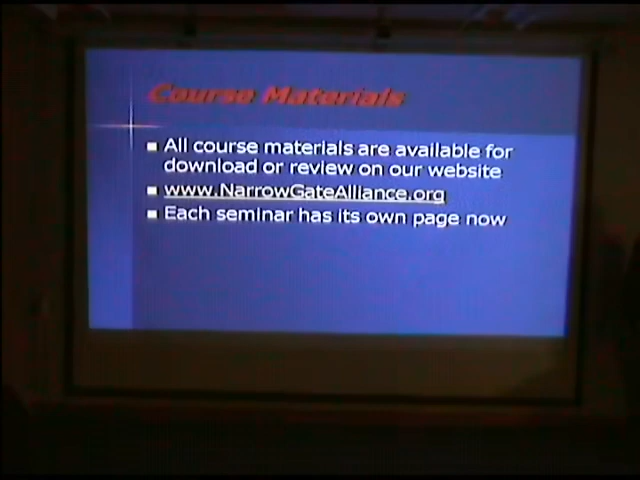 Course Materials
All course materials are available for
download or review on our website
www.NarrowGateAlliance.org
Each seminar has its own page now